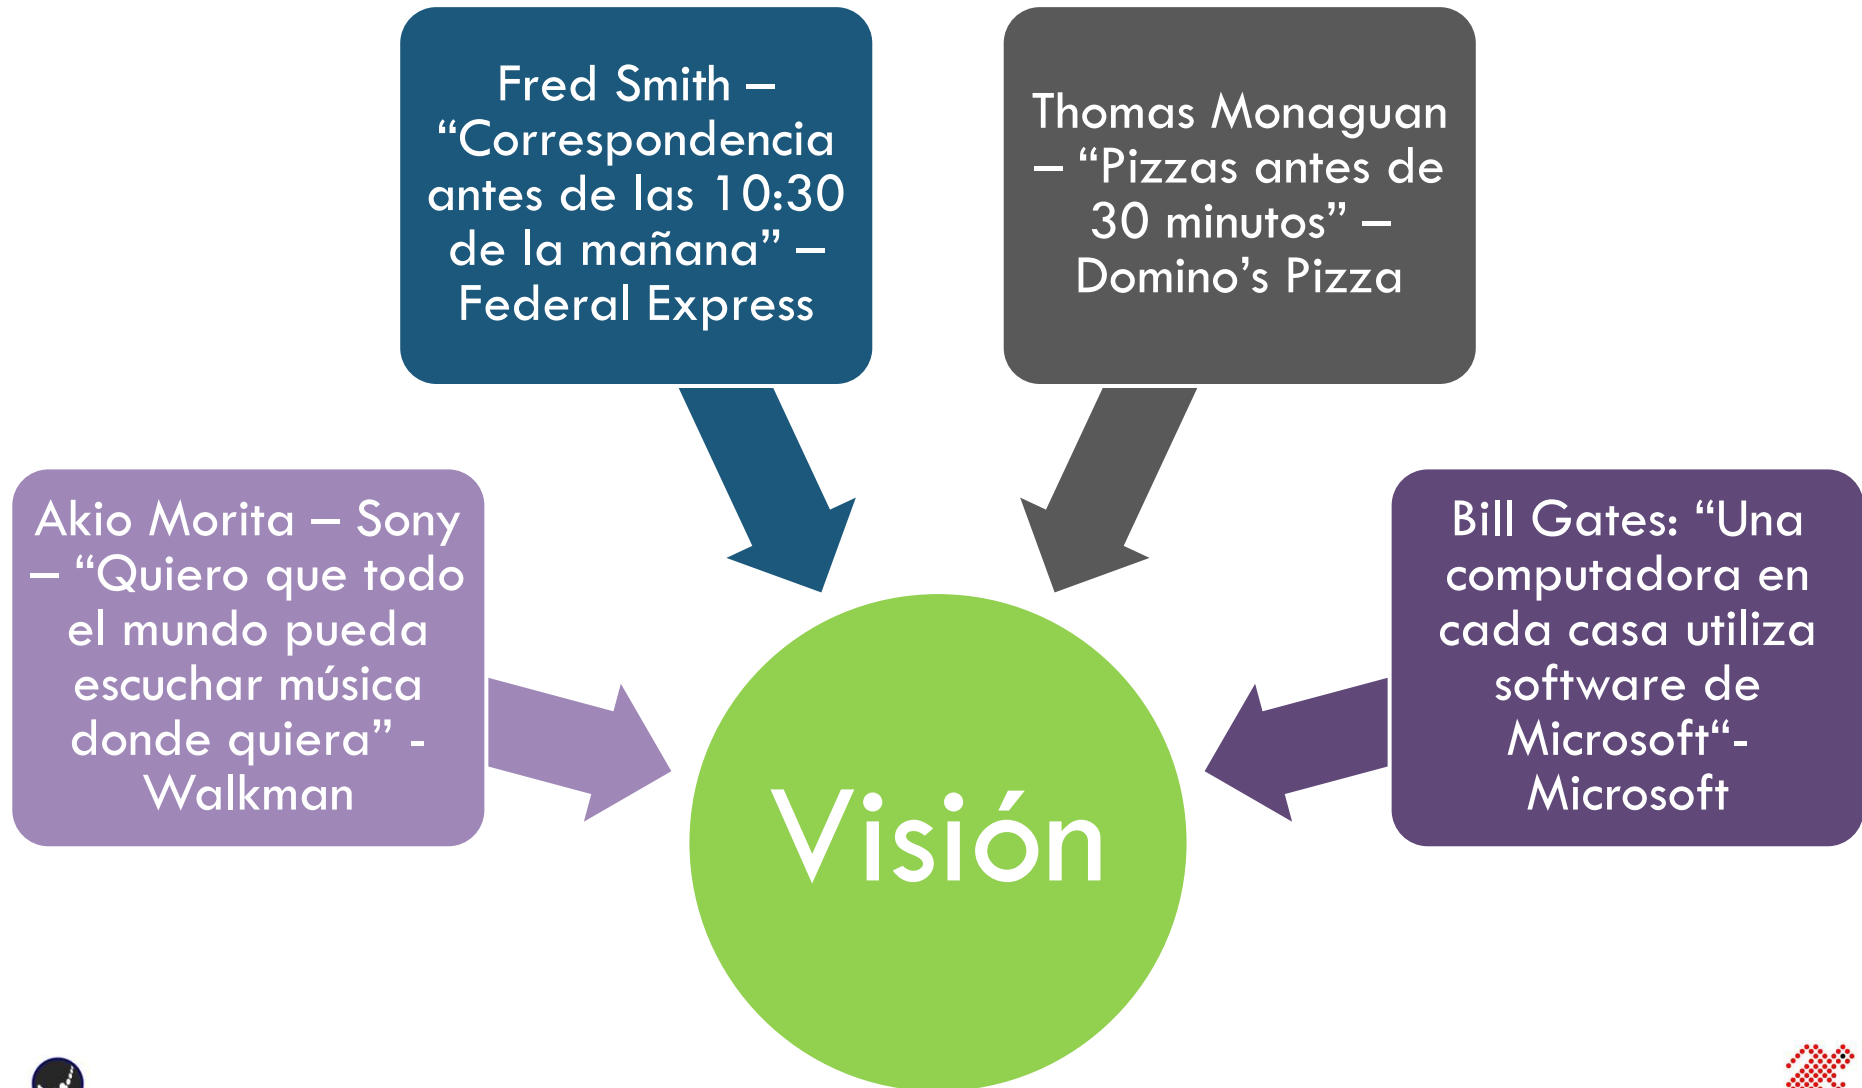 Fred Smith –
“Correspondencia
antes de las 10:30
de la mañana” –
Federal Express
Thomas Monaguan
– “Pizzas antes de
30 minutos” –
Domino’s Pizza
Akio Morita – Sony
– “Quiero que todo
el mundo pueda
escuchar música
donde quiera” -
Walkman
Bill Gates: “Una
computadora en
cada casa utiliza
software de
Microsoft“-
Microsoft
Visión